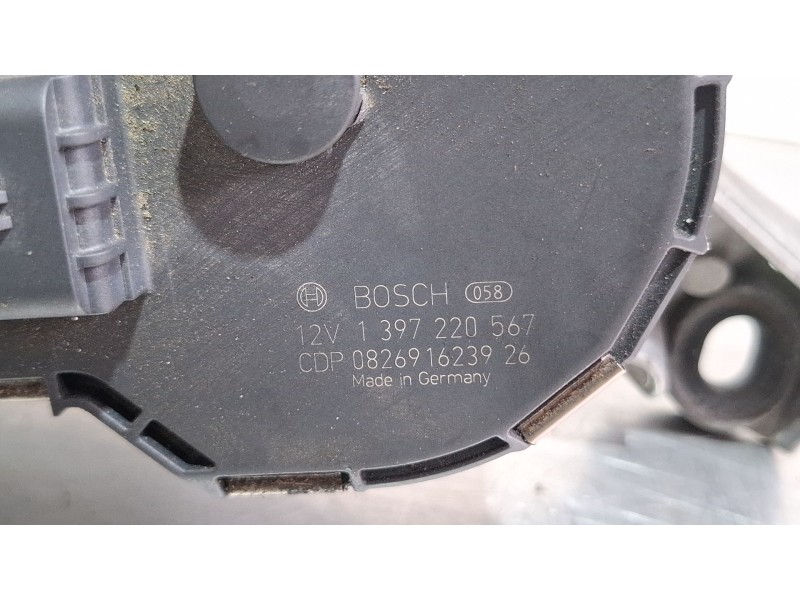 BOSCH 058
12V 1 397 220 567
CDP 0826916239 26
Made in Germany